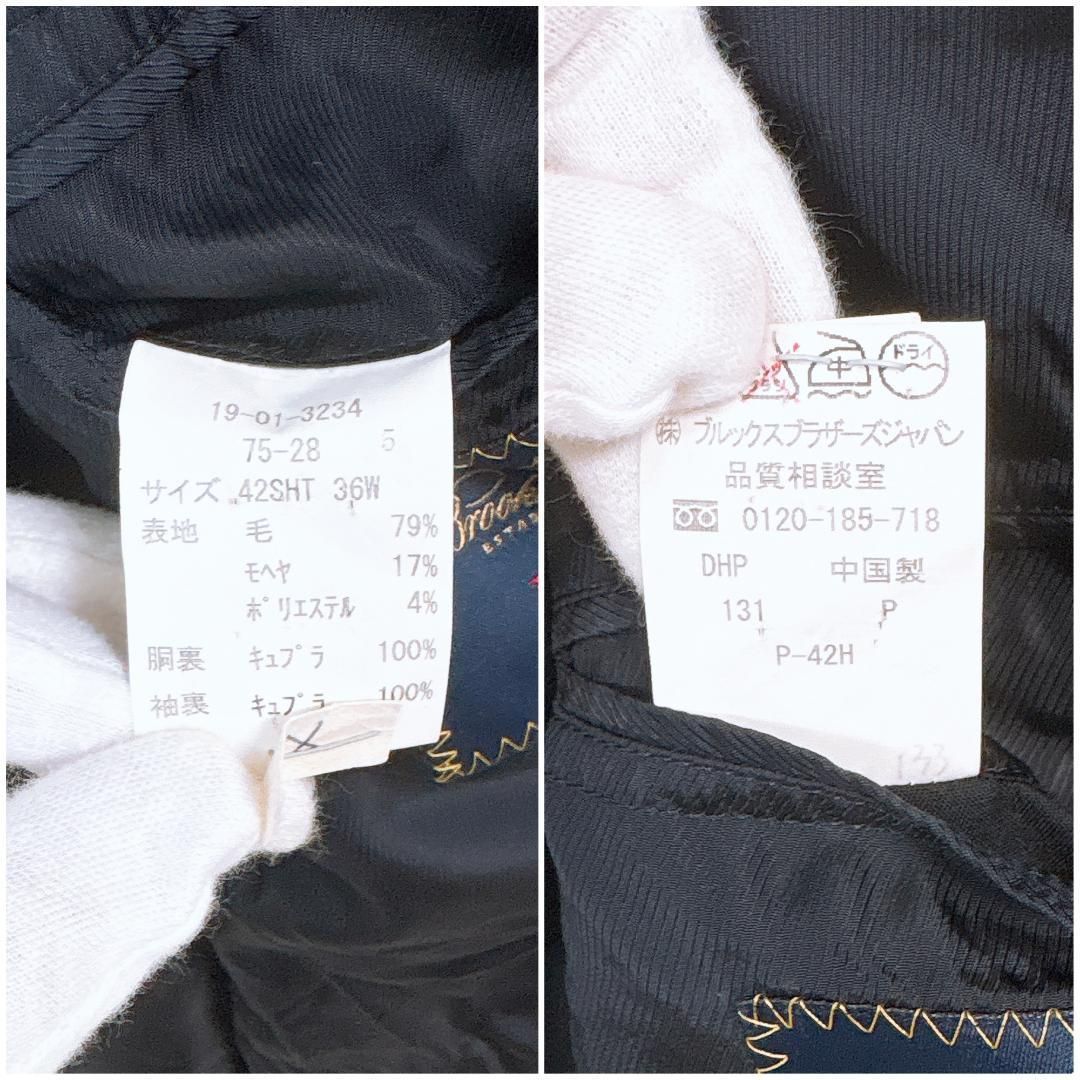 19-01-3234
75-28 5
サイズ 42SHT 36W
表地 毛 79%
モヘヤ 17%
ポリエステル 4%
胴裏 キュプラ 100%
袖裏 キュプラ 100%
ドライ
中
(株) ブルックスブラザーズジャパン
品質相談室
0120-185-718
DHP 中国製
131 P
P-42H
133